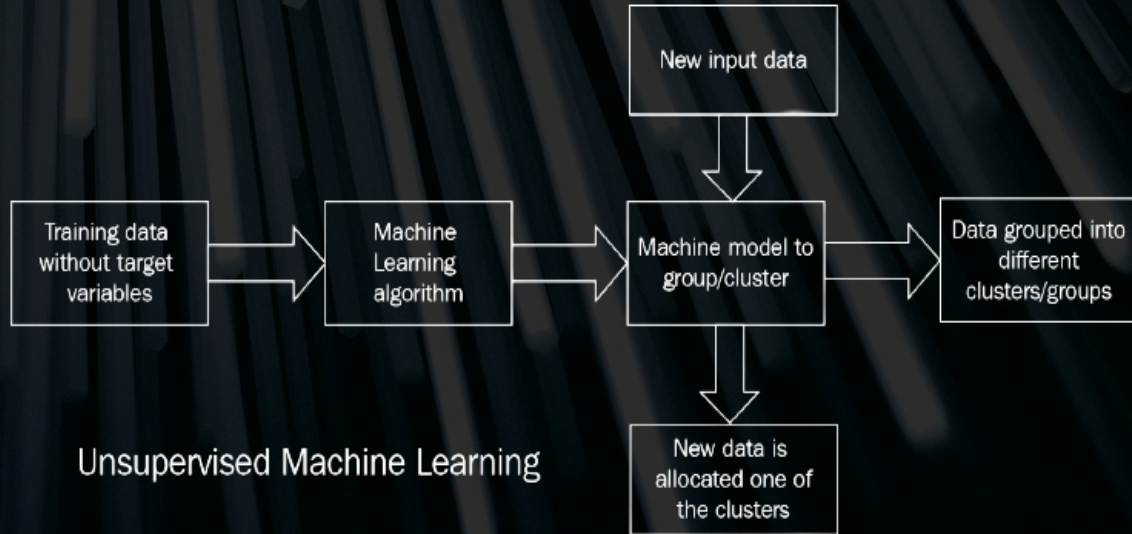 New input data
Training data
without target
variables
Machine
Learning
algorithm
Machine model to
group/cluster
Data grouped into
different
clusters/groups
Unsupervised Machine Learning
New data is
allocated one of
the clusters